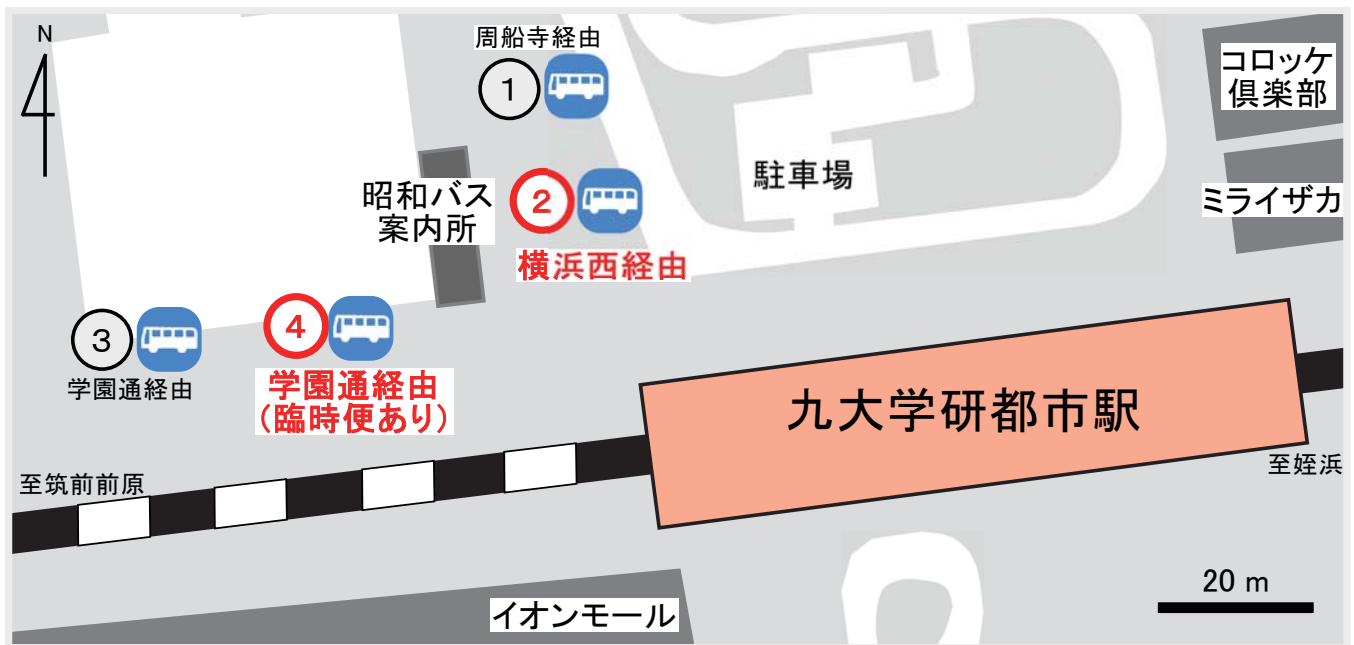 N
周船寺経由
1
コロッケ
倶楽部
駐車場
昭和バス
案内所
2
横浜西経由
ミライザカ
3
学園通経由
4
学園通経由
(臨時便あり)
九大学研都市駅
至筑前前原
至姪浜
イオンモール
20 m